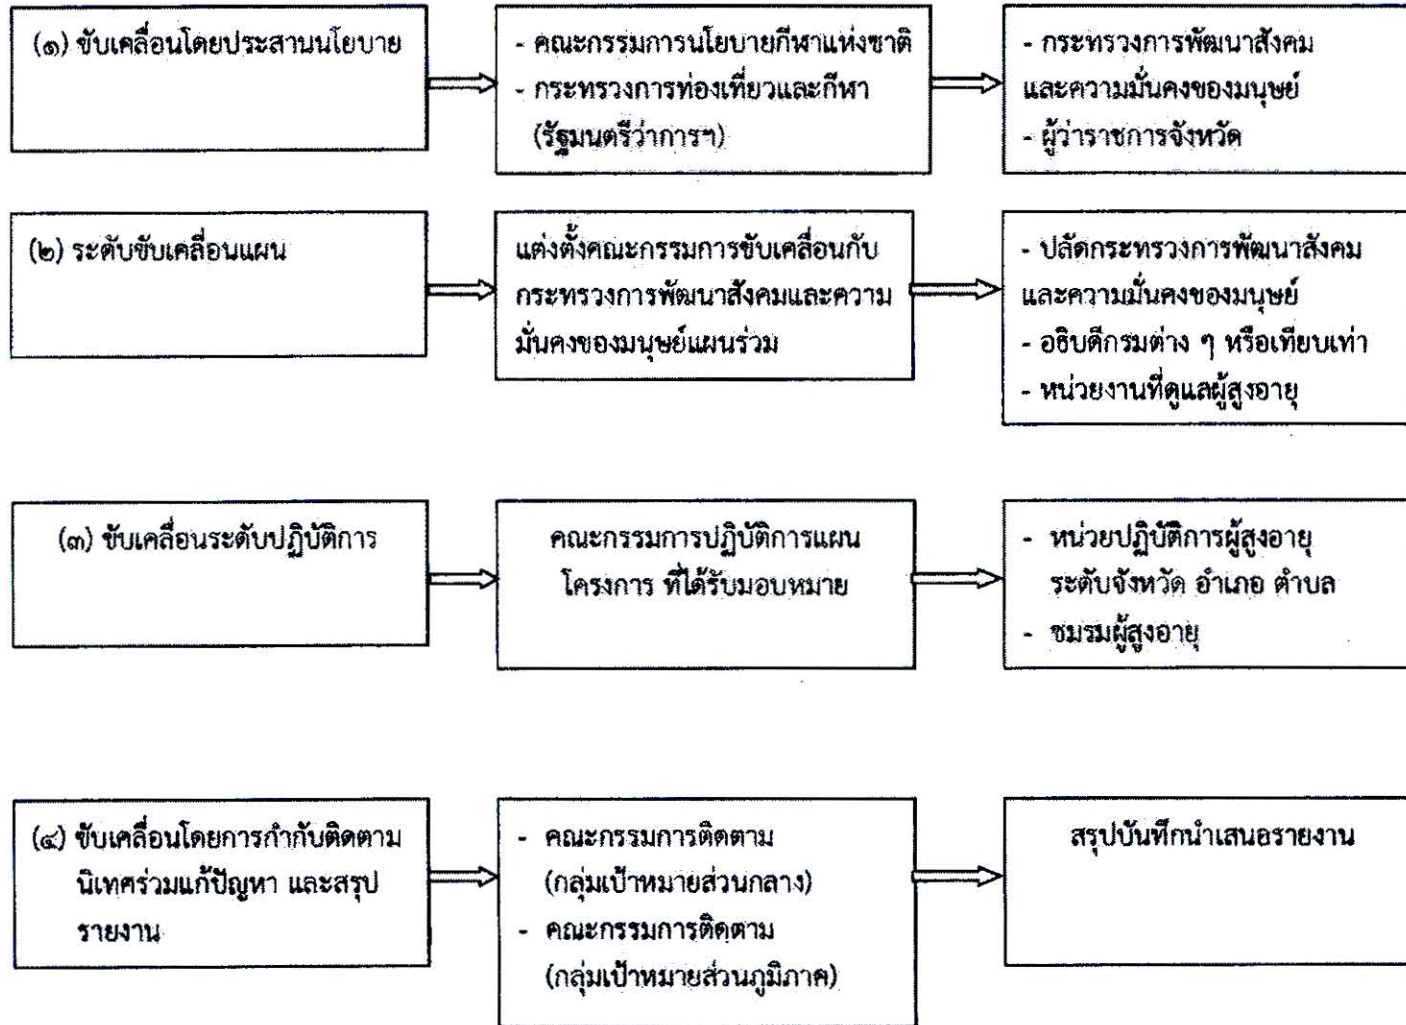 (๑) ขับเคลื่อนโดยประสานนโยบาย
- คณะกรรมการนโยบายกีฬาแห่งชาติ
- กระทรวงการท่องเที่ยวและกีฬา
(รัฐมนตรีว่าการฯ)
- กระทรวงการพัฒนาสังคม
และความมั่นคงของมนุษย์
- ผู้ว่าราชการจังหวัด
(๒) ระดับขับเคลื่อนแผน
แต่งตั้งคณะกรรมการขับเคลื่อนกับ
กระทรวงการพัฒนาสังคมและความ
มั่นคงของมนุษย์แผนร่วม
- ปลัดกระทรวงการพัฒนาสังคม
และความมั่นคงของมนุษย์
- อธิบดีกรมต่าง ๆ หรือเทียบเท่า
- หน่วยงานที่ดูแลผู้สูงอายุ
(๓) ขับเคลื่อนระดับปฏิบัติการ
คณะกรรมการปฏิบัติการแผน
โครงการ ที่ได้รับมอบหมาย
- หน่วยปฏิบัติการผู้สูงอายุ
ระดับจังหวัด อำเภอ ตำบล
- ชมรมผู้สูงอายุ
(๔) ขับเคลื่อนโดยการกำกับติดตาม
นิเทศร่วมแก้ปัญหา และสรุป
รายงาน
- คณะกรรมการติดตาม
(กลุ่มเป้าหมายส่วนกลาง)
- คณะกรรมการติดตาม
(กลุ่มเป้าหมายส่วนภูมิภาค)
สรุปบันทึกนำเสนอรายงาน